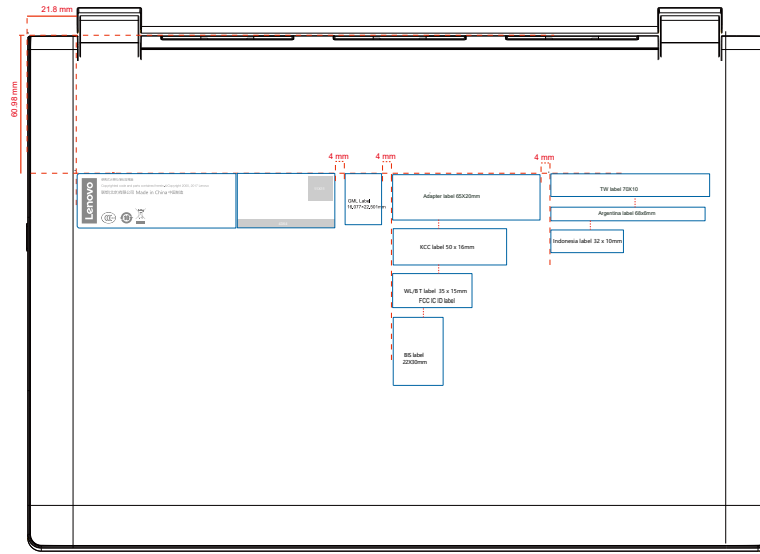 21.8 mm
60.98 mm
4 mm
4 mm
4 mm
Lenovo
Made in China
GML Label
Adapter label 65X20mm
KCC label 50 x 16mm
WL/BT label 35 x 15mm
FCC IC ID label
BIS label
22X30mm
TW label 70X10
Argentina label 68x6mm
Indonesia label 32 x 10mm